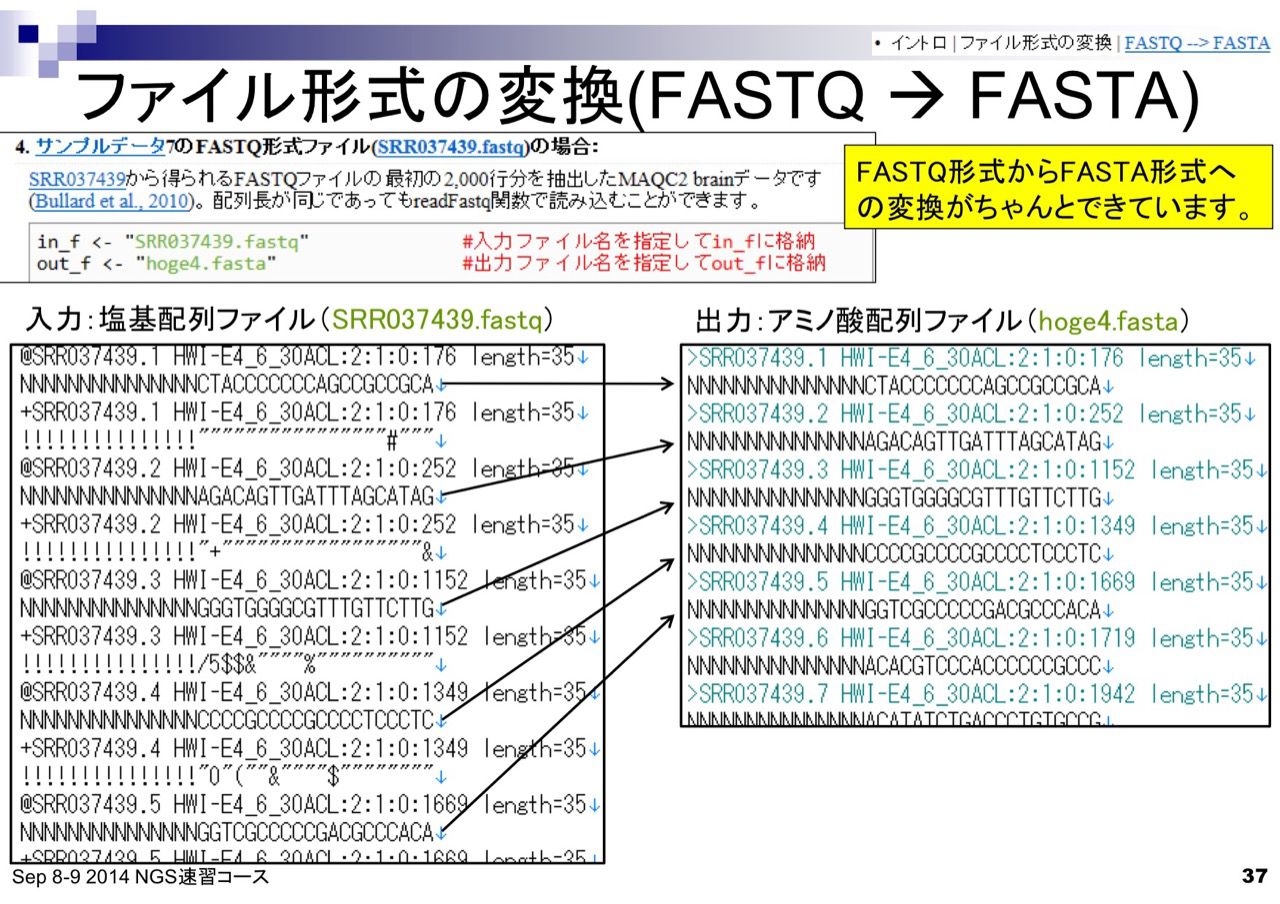 • イントロ | ファイル形式の変換 | FASTQ --> FASTA
ファイル形式の変換(FASTQ → FASTA)
4. サンプルデータ7のFASTQ形式ファイル(SRR037439.fastq)の場合:
SRR037439から得られるFASTQファイルの最初の2,000行分を抽出したMAQC2 brainデータです
(Bullard et al., 2010)。配列長が同じであってもreadFastq関数で読み込むことができます。
in_f <- "SRR037439.fastq" #入力ファイル名を指定してin_fに格納
out_f <- "hoge4.fasta" #出力ファイル名を指定してout_fに格納
FASTQ形式からFASTA形式へ
の変換がちゃんとできています。
入力:塩基配列ファイル(SRR037439.fastq)
@SRR037439.1 HWI-E4_6_30ACL:2:1:0:176 length=35↓
NNNNNNNNNNNNNNCTACCCCCCCAGCCGCCGCA↓
+SRR037439.1 HWI-E4_6_30ACL:2:1:0:176 length=35↓
@SRR037439.2 HWI-E4_6_30ACL:2:1:0:252 length=35↓
NNNNNNNNNNNNNNAGACAGTTGATTTAGCATAG↓
+SRR037439.2 HWI-E4_6_30ACL:2:1:0:252 length=35↓
@SRR037439.3 HWI-E4_6_30ACL:2:1:0:1152 length=35↓
NNNNNNNNNNNNNNGGGTGGGGCGTTTGTTCTTG↓
+SRR037439.3 HWI-E4_6_30ACL:2:1:0:1152 length=35↓
@SRR037439.4 HWI-E4_6_30ACL:2:1:0:1349 length=35↓
NNNNNNNNNNNNNNCCCCGCCCCGCCCCTCCCTC↓
+SRR037439.4 HWI-E4_6_30ACL:2:1:0:1349 length=35↓
@SRR037439.5 HWI-E4_6_30ACL:2:1:0:1669 length=35↓
NNNNNNNNNNNNNNGGTCGCCCCCGACGCCCACA↓
+SRR037439.5 HWI-E4_6_30ACL:2:1:0:1669 length=35↓
出力:アミノ酸配列ファイル(hoge4.fasta)
>SRR037439.1 HWI-E4_6_30ACL:2:1:0:176 length=35↓
NNNNNNNNNNNNNNCTACCCCCCCAGCCGCCGCA↓
>SRR037439.2 HWI-E4_6_30ACL:2:1:0:252 length=35↓
NNNNNNNNNNNNNNAGACAGTTGATTTAGCATAG↓
>SRR037439.3 HWI-E4_6_30ACL:2:1:0:1152 length=35↓
NNNNNNNNNNNNNNGGGTGGGGCGTTTGTTCTTG↓
>SRR037439.4 HWI-E4_6_30ACL:2:1:0:1349 length=35↓
NNNNNNNNNNNNNNCCCCGCCCCGCCCCTCCCTC↓
>SRR037439.5 HWI-E4_6_30ACL:2:1:0:1669 length=35↓
NNNNNNNNNNNNNNGGTCGCCCCCGACGCCCACA↓
>SRR037439.6 HWI-E4_6_30ACL:2:1:0:1719 length=35↓
NNNNNNNNNNNNNNACACGTCCCACCCCCCGCCC↓
>SRR037439.7 HWI-E4_6_30ACL:2:1:0:1942 length=35↓
NNNNNNNNNNNNNNACATATCTGACCCTGTGCCCG↓
Sep 8-9 2014 NGS速習コース
37